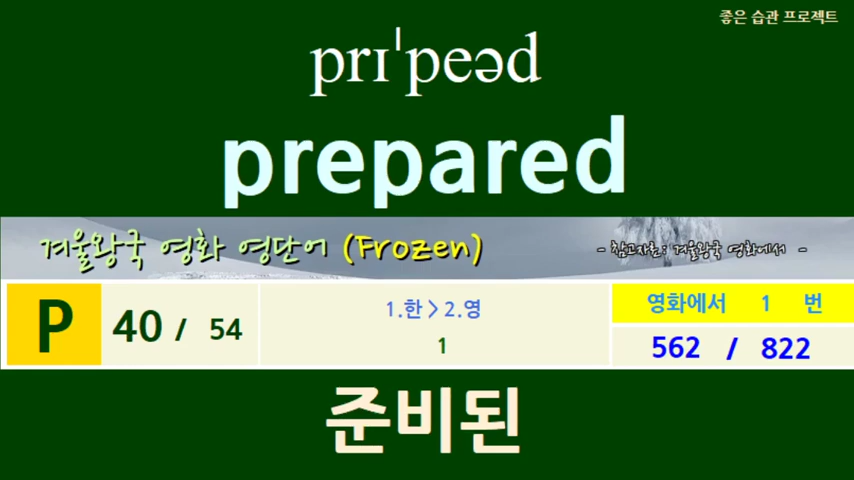 좋은 습관 프로젝트
prɪˈpeəd
prepared
겨울왕국 영화 영단어 (Frozen)
- 참고자료: 겨울왕국 영화에서 -
P
40 / 54
1.한 > 2.영
1
영화에서 1 번
562 / 822
준비된